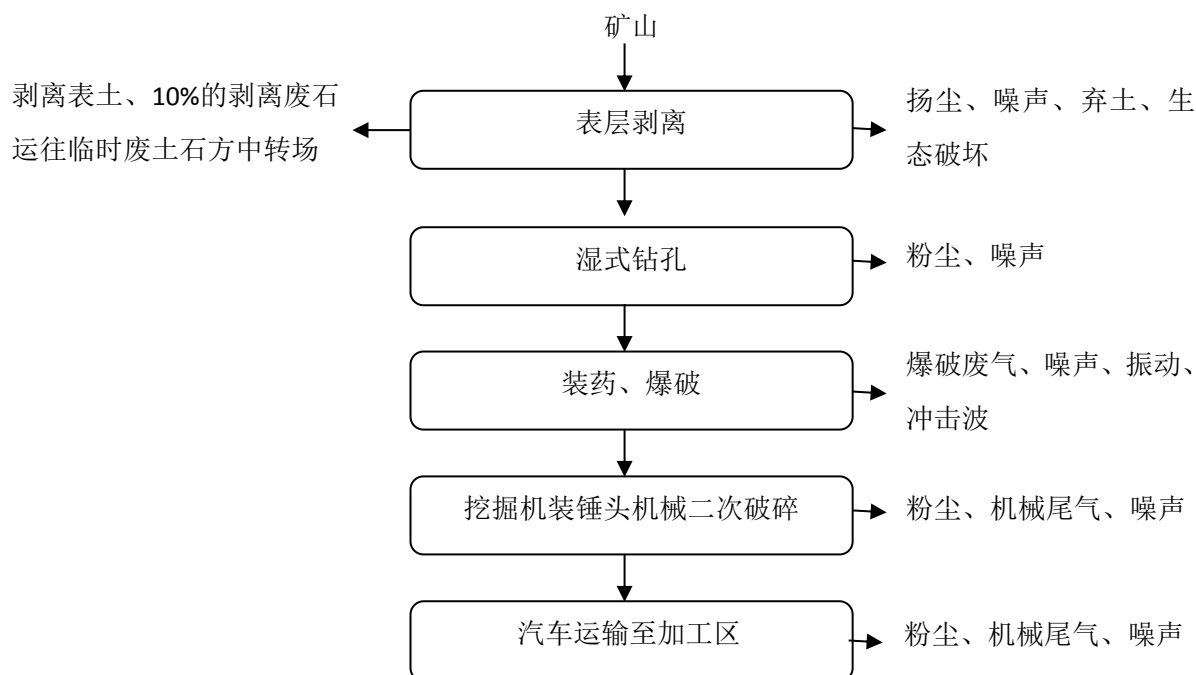 矿山
剥离表土、10%的剥离废石
运往临时废土石方中转场
表层剥离
扬尘、噪声、弃土、生
态破坏
湿式钻孔
粉尘、噪声
装药、爆破
爆破废气、噪声、振动、
冲击波
挖掘机装锤头机械二次破碎
粉尘、机械尾气、噪声
汽车运输至加工区
粉尘、机械尾气、噪声